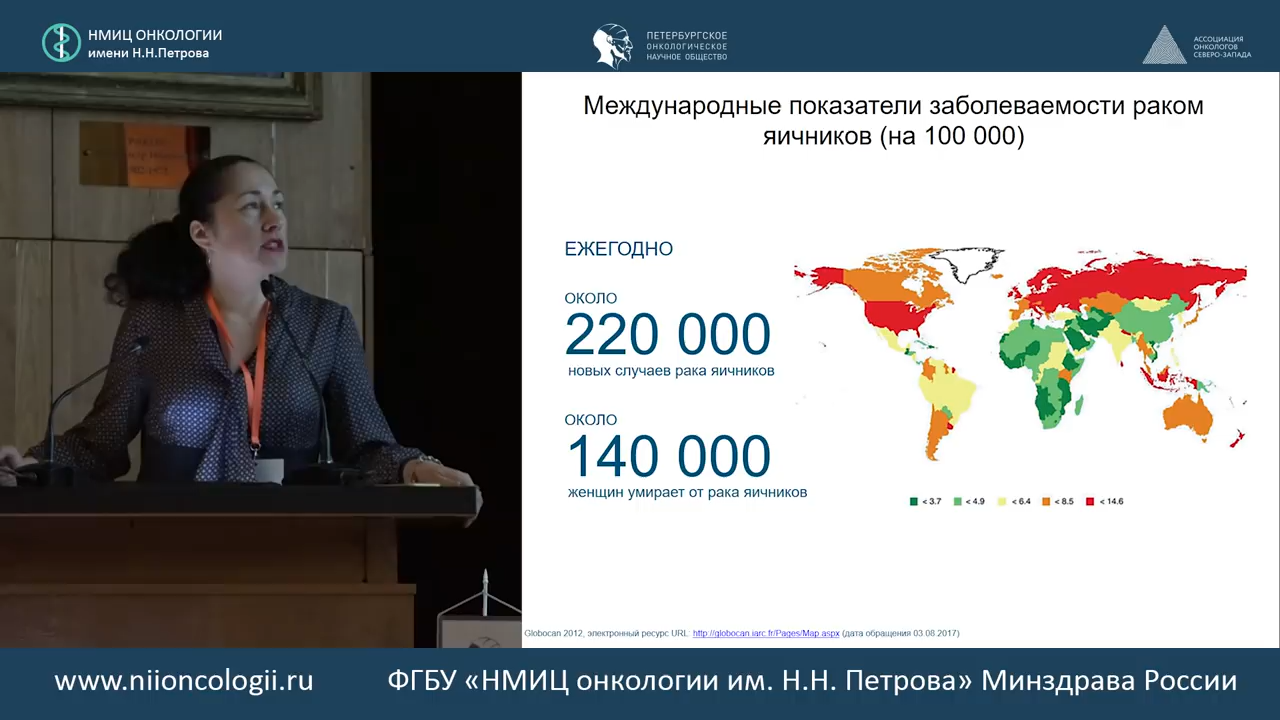 НМИЦ ОНКОЛОГИИ
имени Н.Н.Петрова
ПЕТЕРБУРГСКОЕ
ОНКОЛОГИЧЕСКОЕ
НАУЧНОЕ ОБЩЕСТВО
АССОЦИАЦИЯ
ОНКОЛОГОВ
СЕВЕРО-ЗАПАДА
Международные показатели заболеваемости раком
яичников (на 100 000)
ЕЖЕГОДНО
ОКОЛО
220 000
новых случаев рака яичников
ОКОЛО
140 000
женщин умирает от рака яичников
< 3.7 < 4.9 < 6.4 < 8.5 < 14.6
Globocan 2012, электронный ресурс URL: http://globocan.iarc.fr/Pages/Map.aspx (дата обращения 03.08.2017)
www.niioncologii.ru
ФГБУ «НМИЦ онкологии им. Н.Н. Петрова» Минздрава России